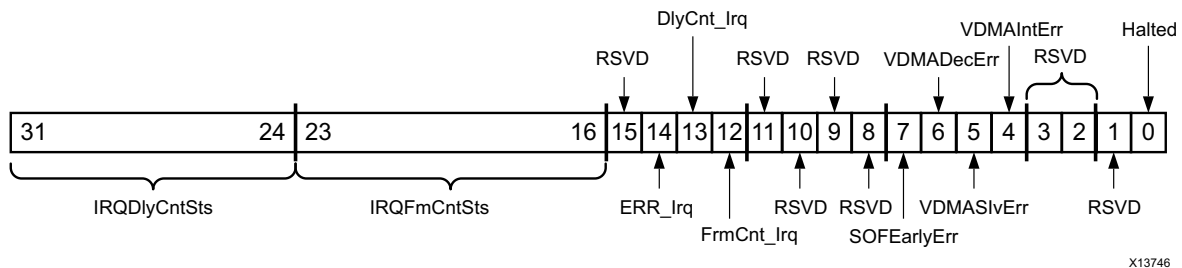 DlyCnt_Irq
VDMAIntErr
Halted
RSVD RSVD RSVD VDMADecErr RSVD
31 24 23 16 15 14 13 12 11 10 9 8 7 6 5 4 3 2 1 0
IRQDlyCntSts IRQFmCntSts ERR_Irq RSVD RSVD VDMASlvErr RSVD
FrmCnt_Irq SOFEarlyErr
X13746